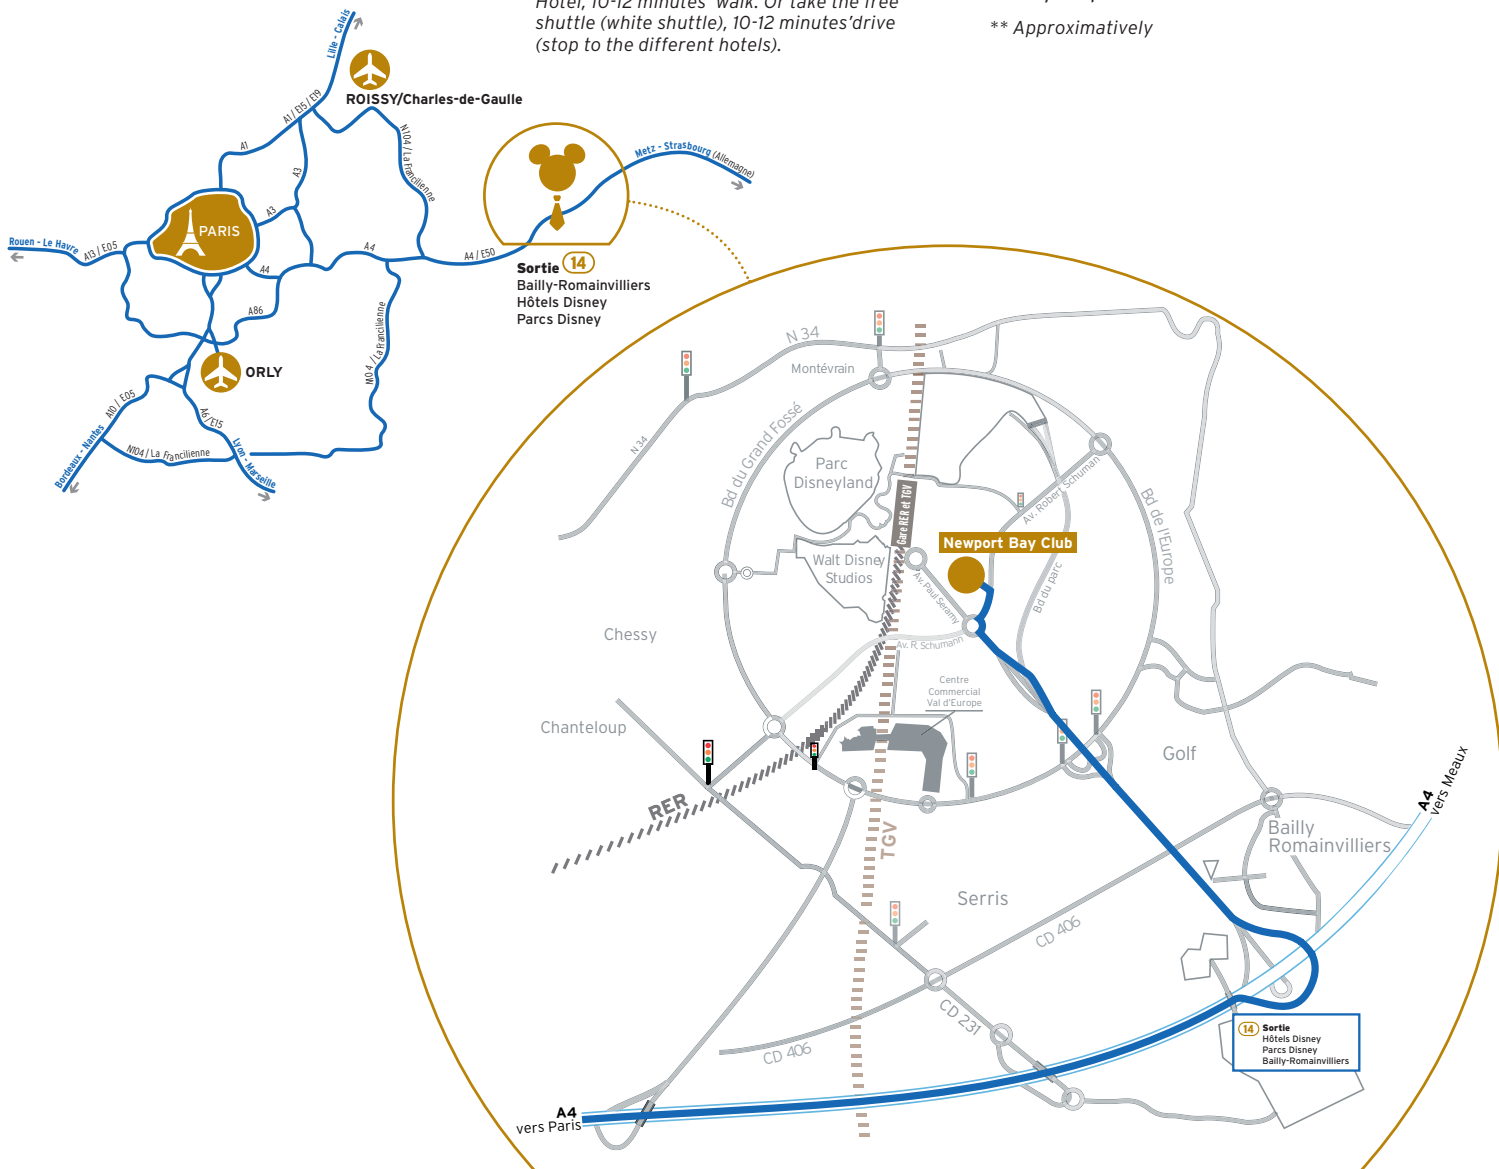 Hotel, 10-12 minutes' walk. Or take the free
shuttle (white shuttle), 10-12 minutes'drive
(stop to the different hotels).
** Approximatively
Lille - Calais
ROISSY/Charles-de-Gaulle
A1 / E15 / E19
A1
A3
A3
N104 / La Francilienne
Metz - Strasbourg (Allemagne)
PARIS
Rouen - Le Havre
A13 / E05
A4
A4
A4 / E50
A86
Sortie 14
Bailly-Romainvilliers
Hôtels Disney
Parcs Disney
ORLY
N104 / La Francilienne
A10 / E05
A6 / E15
Bordeaux - Nantes
N104 / La Francilienne
Lyon - Marseille
N 34
Montévrain
N 34
Bd du Grand Fossé
Parc
Disneyland
Gare RER et TGV
Av. Robert Schuman
Bd de l'Europe
Newport Bay Club
Walt Disney
Studios
Av. Paul Seramy
Bd du parc
Chessy
Av. R. Schumann
Centre
Commercial
Val d'Europe
Chanteloup
Golf
RER
TGV
A4
vers Meaux
Bailly
Romainvilliers
Serris
CD 406
CD 231
CD 406
14 Sortie
Hôtels Disney
Parcs Disney
Bailly-Romainvilliers
A4
vers Paris